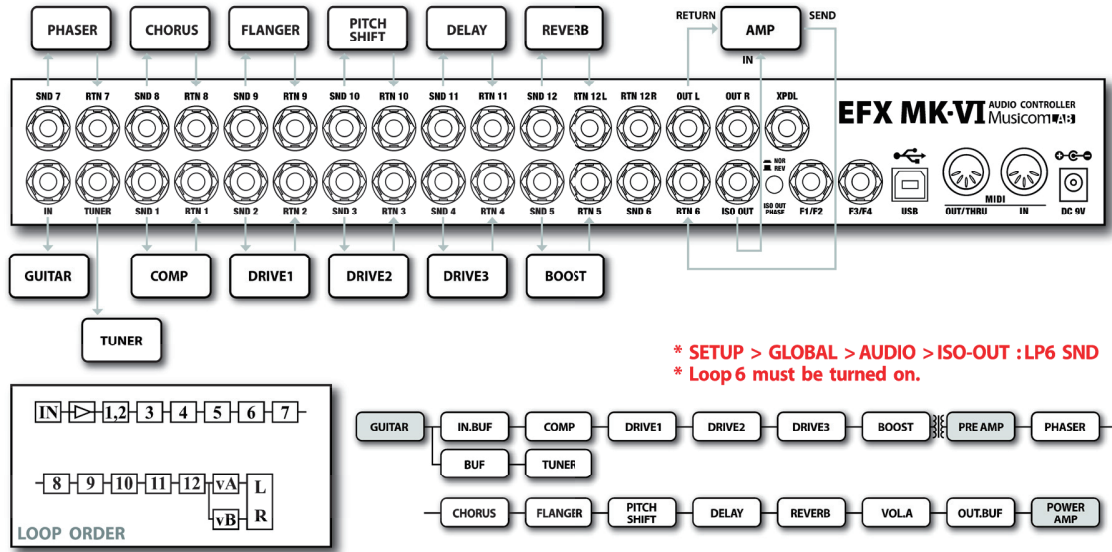 PHASER CHORUS FLANGER PITCH SHIFT DELAY REVERB RETURN AMP SEND
IN
SND 7 RTN 7 SND 8 RTN 8 SND 9 RTN 9 SND 10 RTN 10 SND 11 RTN 11 SND 12 RTN 12L RTN 12R OUT L OUT R XPDL
EFX MK-VI AUDIO CONTROLLER
MusicomLAB
NOR
REV
ISO OUT
PHASE
IN TUNER SND 1 RTN 1 SND 2 RTN 2 SND 3 RTN 3 SND 4 RTN 4 SND 5 RTN 5 SND 6 RTN 6 ISO OUT F1/F2 F3/F4 USB OUT/THRU MIDI IN DC 9V
GUITAR COMP DRIVE1 DRIVE2 DRIVE3 BOOST
TUNER
* SETUP > GLOBAL > AUDIO > ISO-OUT : LP6 SND
* Loop 6 must be turned on.
IN 1,2 3 4 5 6 7
8 9 10 11 12 vA L
vB R
LOOP ORDER
GUITAR IN.BUF COMP DRIVE1 DRIVE2 DRIVE3 BOOST PRE AMP PHASER
BUF TUNER
CHORUS FLANGER PITCH SHIFT DELAY REVERB VOL.A OUT.BUF POWER AMP